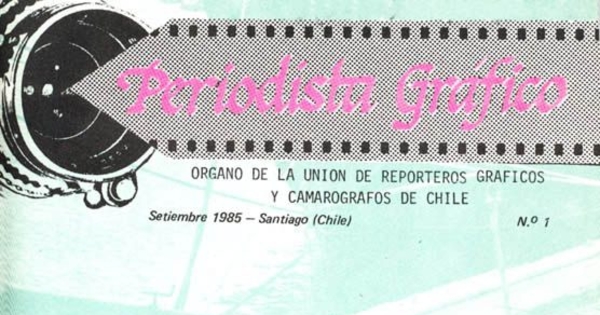 Periodista Gráfico
ORGANO DE LA UNION DE REPORTEROS GRAFICOS
Y CAMAROGRAFOS DE CHILE
Setiembre 1985 — Santiago (Chile)
N.º 1